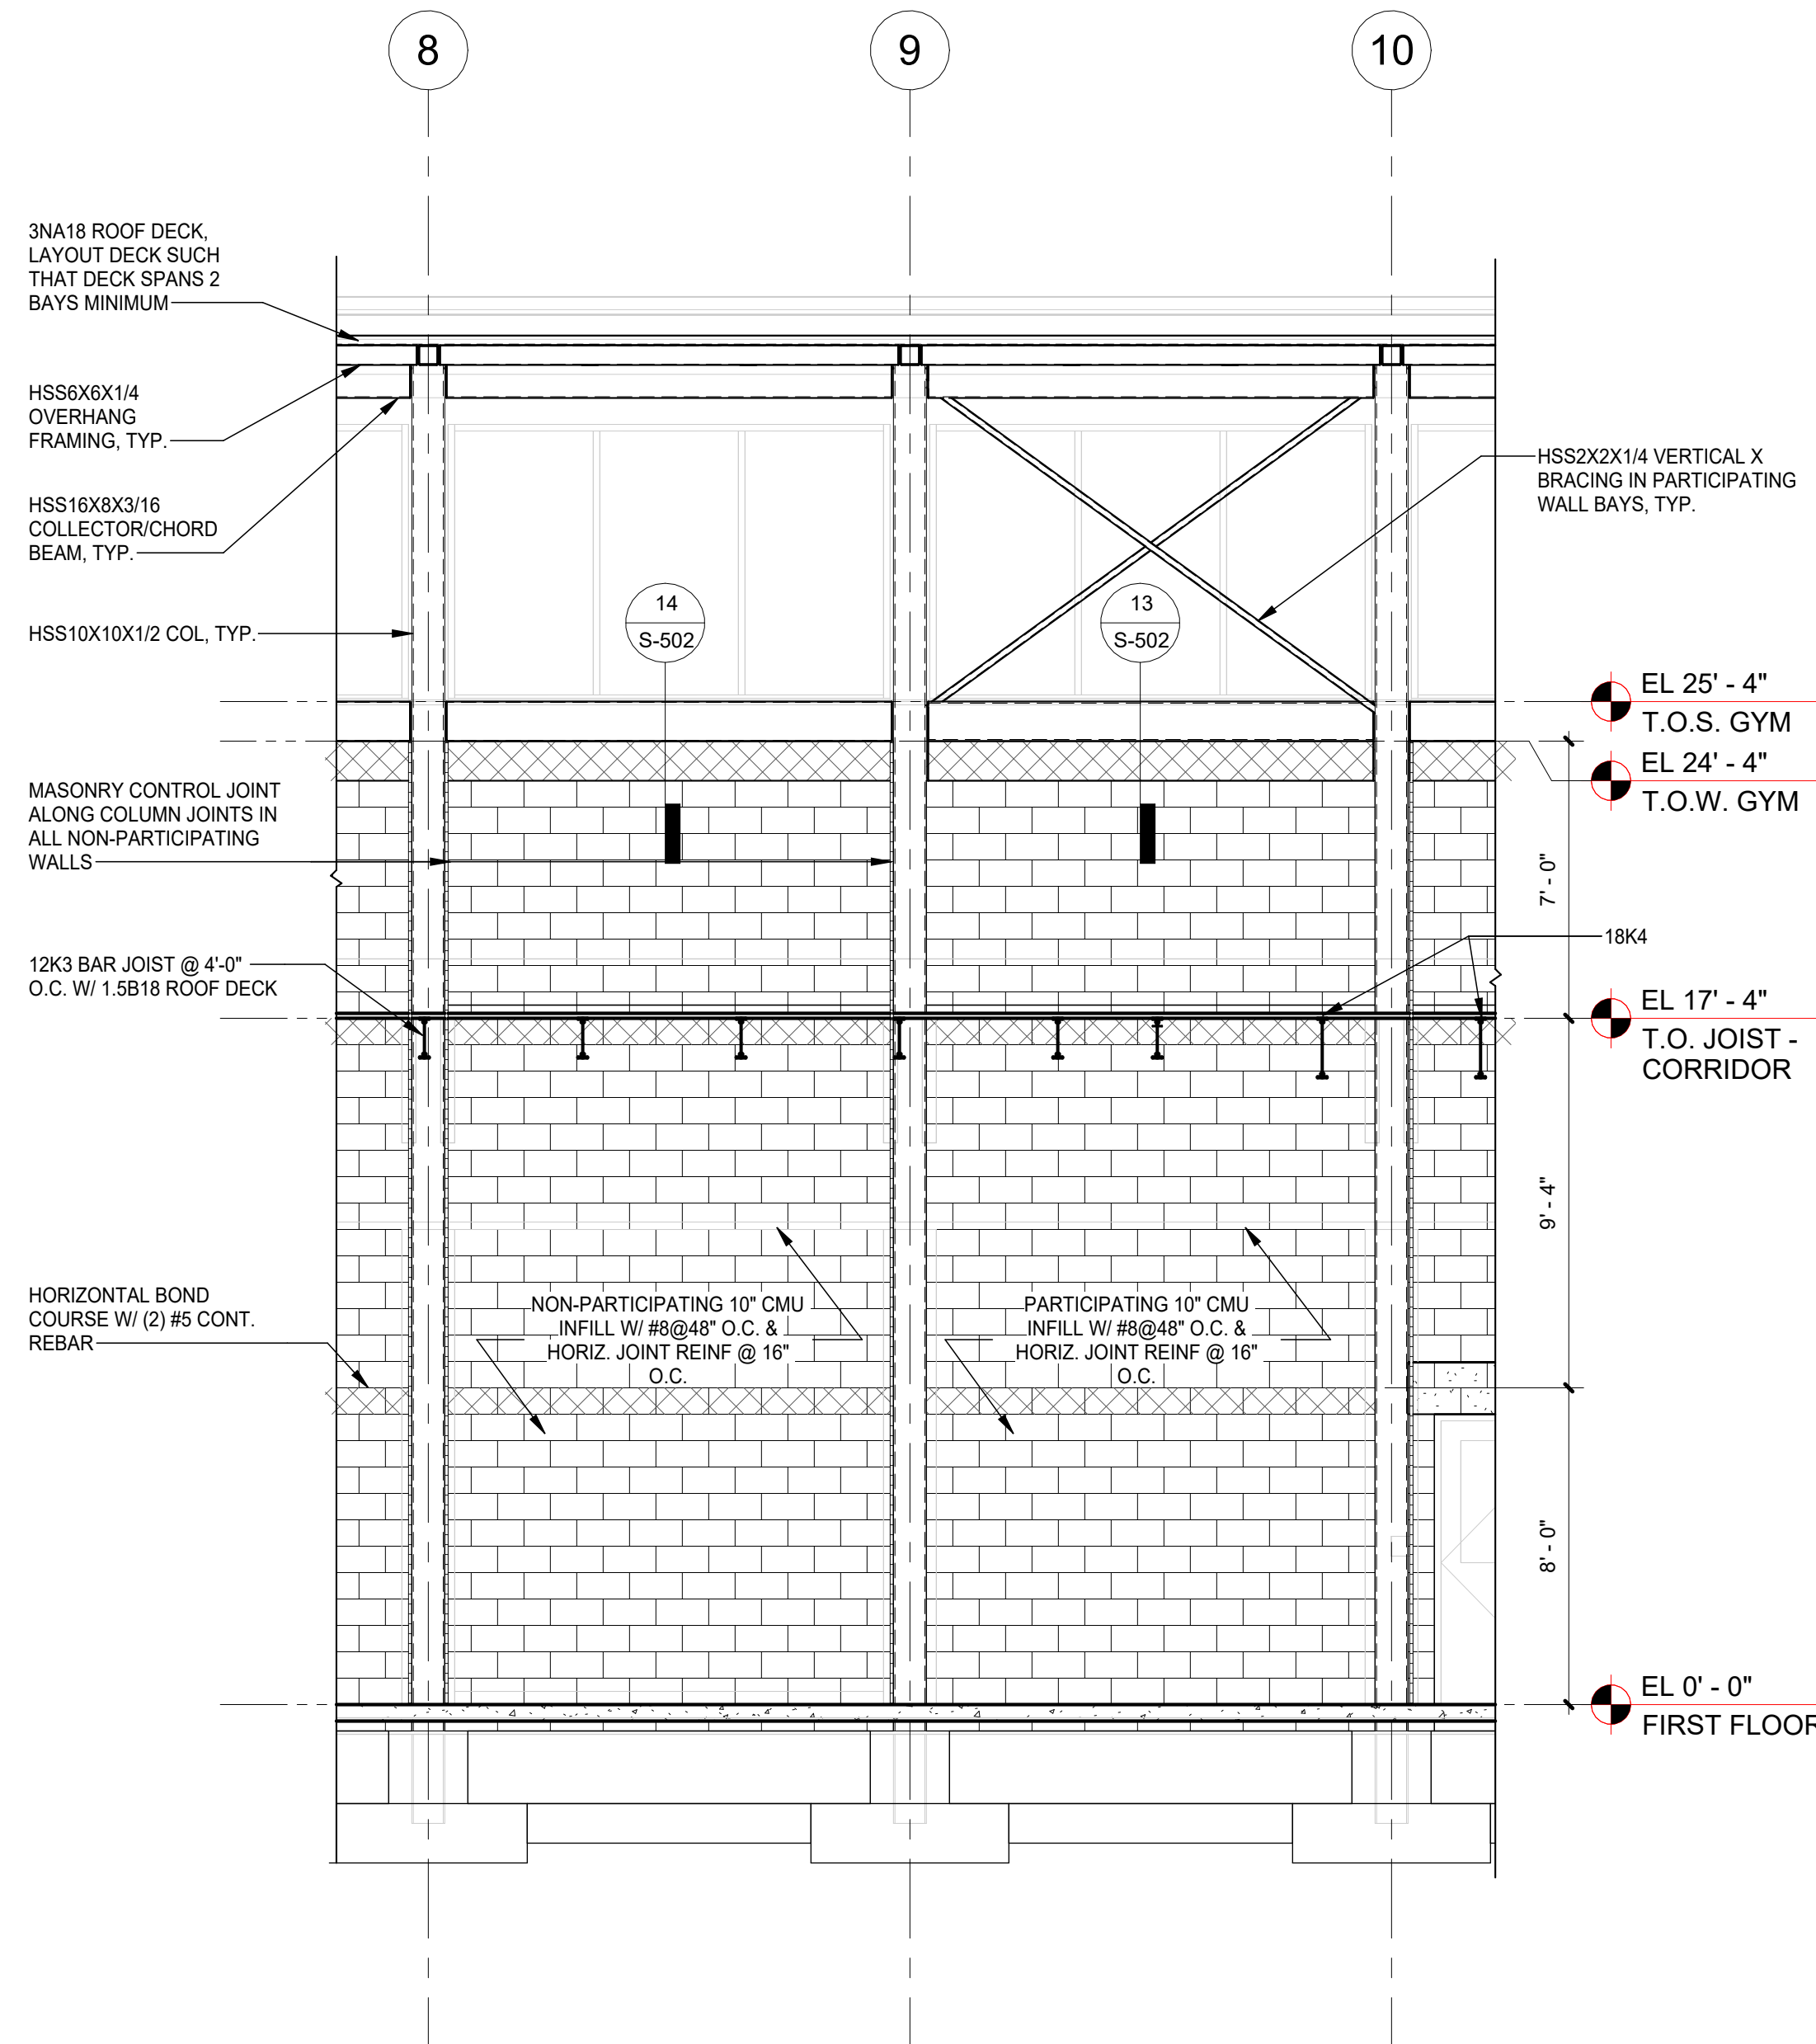 8
9
10
3NA18 ROOF DECK,
LAYOUT DECK SUCH
THAT DECK SPANS 2
BAYS MINIMUM
HSS6X6X1/4
OVERHANG
FRAMING, TYP.
HSS16X8X3/16
COLLECTOR/CHORD
BEAM, TYP.
HSS10X10X1/2 COL, TYP.
MASONRY CONTROL JOINT
ALONG COLUMN JOINTS IN
ALL NON-PARTICIPATING
WALLS
12K3 BAR JOIST @ 4'-0"
O.C. W/ 1.5B18 ROOF DECK
HORIZONTAL BOND
COURSE W/ (2) #5 CONT.
REBAR
14
S-502
13
S-502
NON-PARTICIPATING 10" CMU
INFILL W/ #8@48" O.C. &
HORIZ. JOINT REINF @ 16"
O.C.
PARTICIPATING 10" CMU
INFILL W/ #8@48" O.C. &
HORIZ. JOINT REINF @ 16"
O.C.
HSS2X2X1/4 VERTICAL X
BRACING IN PARTICIPATING
WALL BAYS, TYP.
EL 25' - 4"
T.O.S. GYM
EL 24' - 4"
T.O.W. GYM
7' - 0"
18K4
EL 17' - 4"
T.O. JOIST -
CORRIDOR
9' - 4"
8' - 0"
EL 0' - 0"
FIRST FLOOR